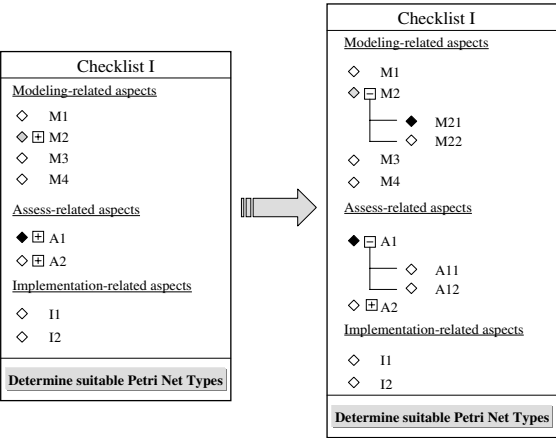 Checklist I
Modeling-related aspects
M1
M2
M3
M4
Assess-related aspects
A1
A2
Implementation-related aspects
I1
I2
Determine suitable Petri Net Types
Checklist I
Modeling-related aspects
M1
M2
M21
M22
M3
M4
Assess-related aspects
A1
A11
A12
A2
Implementation-related aspects
I1
I2
Determine suitable Petri Net Types